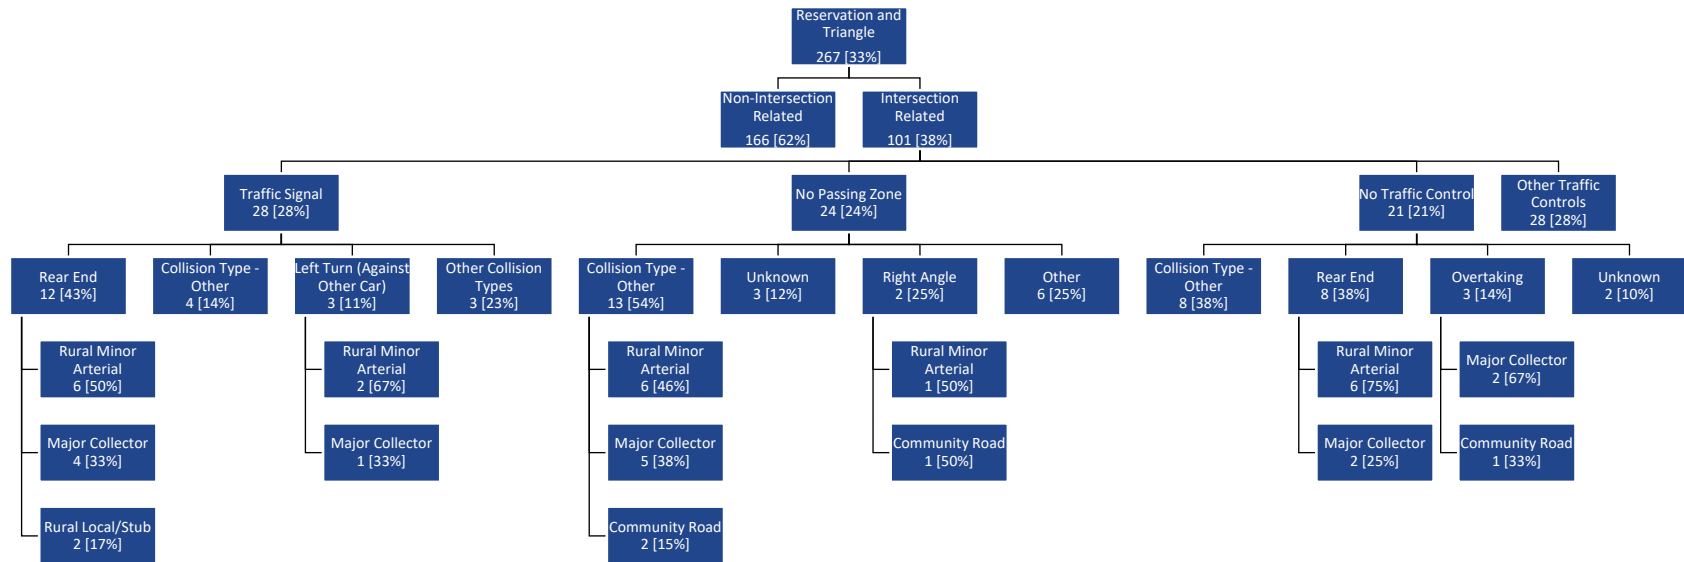 Reservation and
Triangle
267 [33%]
Non-Intersection
Related
166 [62%]
Intersection
Related
101 [38%]
Traffic Signal
28 [28%]
No Passing Zone
24 [24%]
No Traffic Control
21 [21%]
Other Traffic
Controls
28 [28%]
Rear End
12 [43%]
Collision Type -
Other
4 [14%]
Left Turn (Against
Other Car)
3 [11%]
Other Collision
Types
3 [23%]
Collision Type -
Other
13 [54%]
Unknown
3 [12%]
Right Angle
2 [25%]
Other
6 [25%]
Collision Type -
Other
8 [38%]
Rear End
8 [38%]
Overtaking
3 [14%]
Unknown
2 [10%]
Rural Minor
Arterial
6 [50%]
Rural Minor
Arterial
2 [67%]
Rural Minor
Arterial
6 [46%]
Rural Minor
Arterial
1 [50%]
Rural Minor
Arterial
6 [75%]
Major Collector
2 [67%]
Major Collector
4 [33%]
Major Collector
1 [33%]
Major Collector
5 [38%]
Community Road
1 [50%]
Major Collector
2 [25%]
Community Road
1 [33%]
Rural Local/Stub
2 [17%]
Community Road
2 [15%]